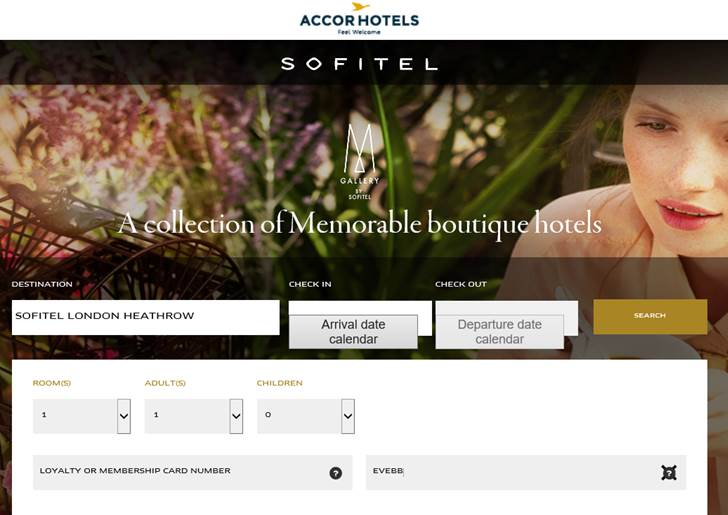 ACCOR HOTELS
Feel Welcome
SOFITEL
M
GALLERY
BY
SOFITEL
A collection of Memorable boutique hotels
DESTINATION
CHECK IN
CHECK OUT
SOFITEL LONDON HEATHROW
Arrival date
calendar
Departure date
calendar
SEARCH
ROOM(S)
ADULT(S)
CHILDREN
1
1
0
LOYALTY OR MEMBERSHIP CARD NUMBER
?
EVEBB
?